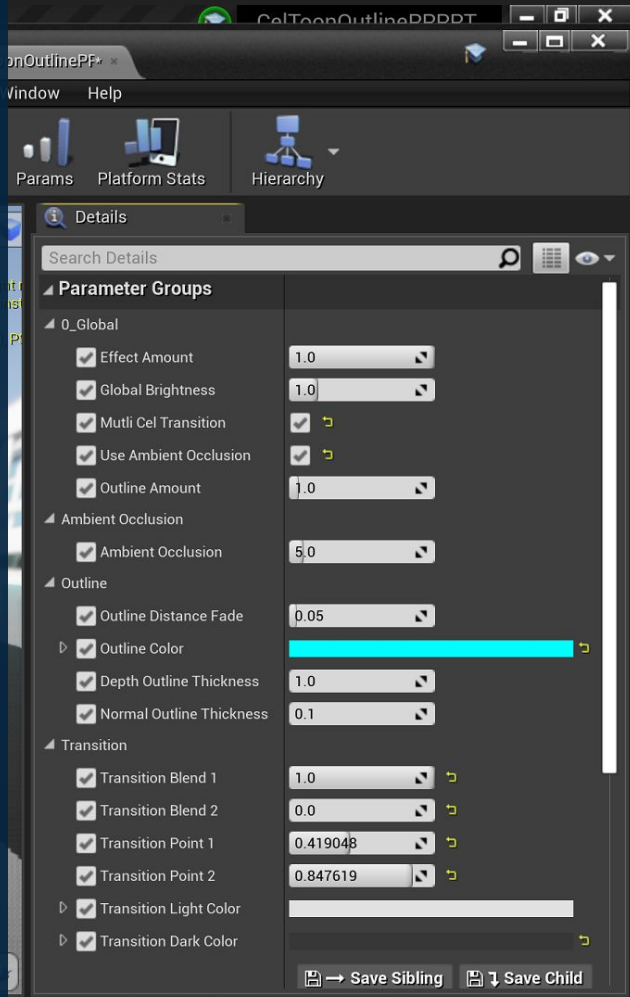 CelToonOutlinePPPPT
onOutlinePF*
Window Help
Params Platform Stats Hierarchy
Details
Search Details
Parameter Groups
0_Global
Effect Amount 1.0
Global Brightness 1.0
Mutli Cel Transition
Use Ambient Occlusion
Outline Amount 1.0
Ambient Occlusion
Ambient Occlusion 5.0
Outline
Outline Distance Fade 0.05
Outline Color
Depth Outline Thickness 1.0
Normal Outline Thickness 0.1
Transition
Transition Blend 1 1.0
Transition Blend 2 0.0
Transition Point 1 0.419048
Transition Point 2 0.847619
Transition Light Color
Transition Dark Color
Save Sibling Save Child